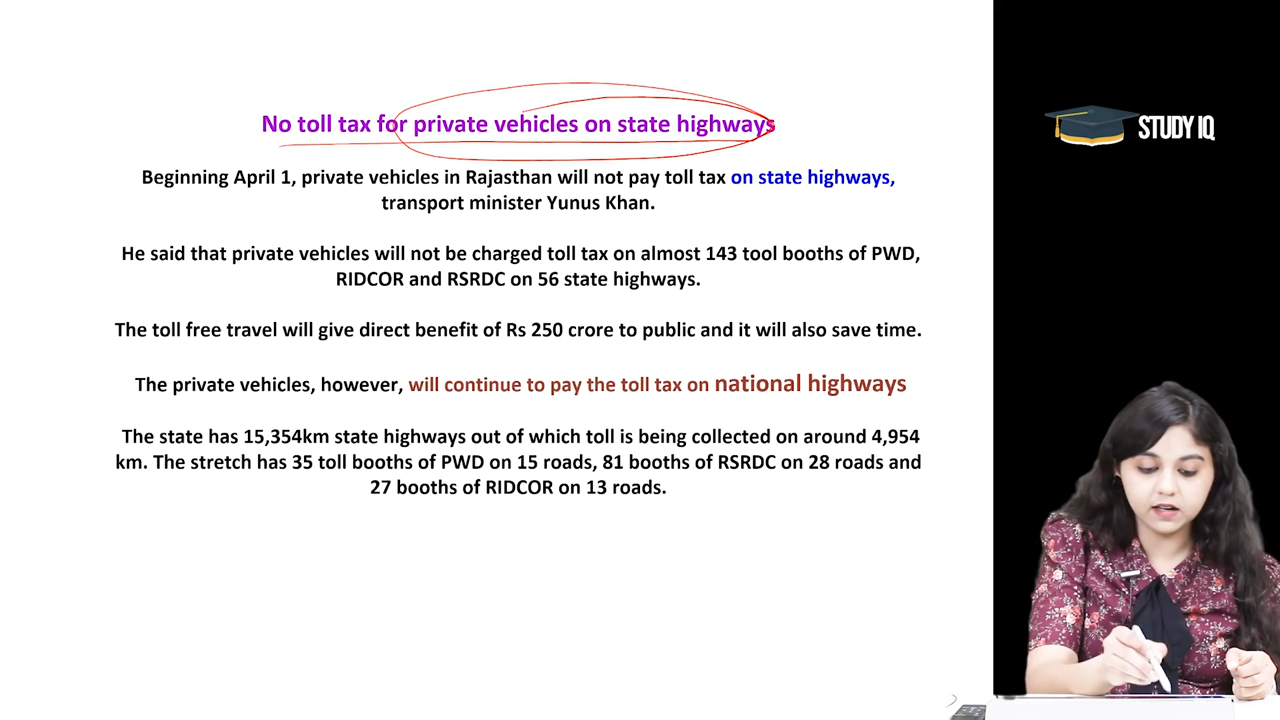 No toll tax for private vehicles on state highways
Beginning April 1, private vehicles in Rajasthan will not pay toll tax on state highways,
transport minister Yunus Khan.
He said that private vehicles will not be charged toll tax on almost 143 tool booths of PWD,
RIDCOR and RSRDC on 56 state highways.
The toll free travel will give direct benefit of Rs 250 crore to public and it will also save time.
The private vehicles, however, will continue to pay the toll tax on national highways
The state has 15,354km state highways out of which toll is being collected on around 4,954
km. The stretch has 35 toll booths of PWD on 15 roads, 81 booths of RSRDC on 28 roads and
27 booths of RIDCOR on 13 roads.
STUDY IQ